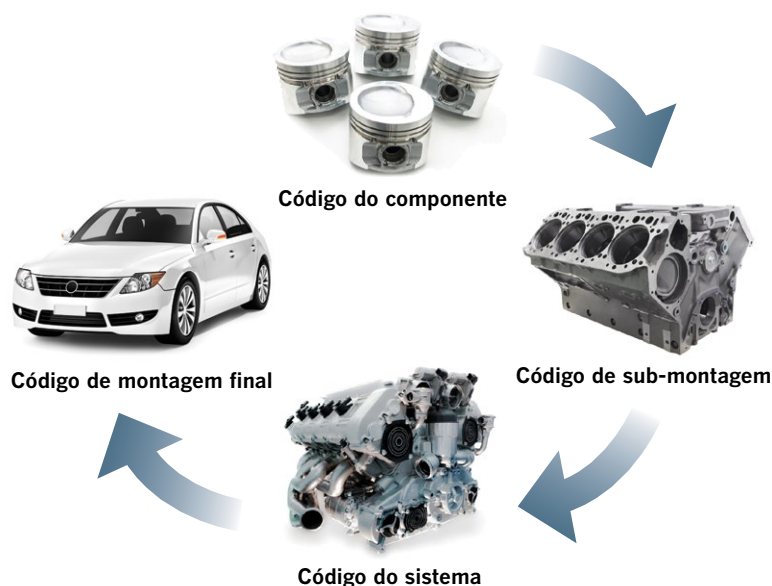 Código do componente
Código de sub-montagem
Código do sistema
Código de montagem final